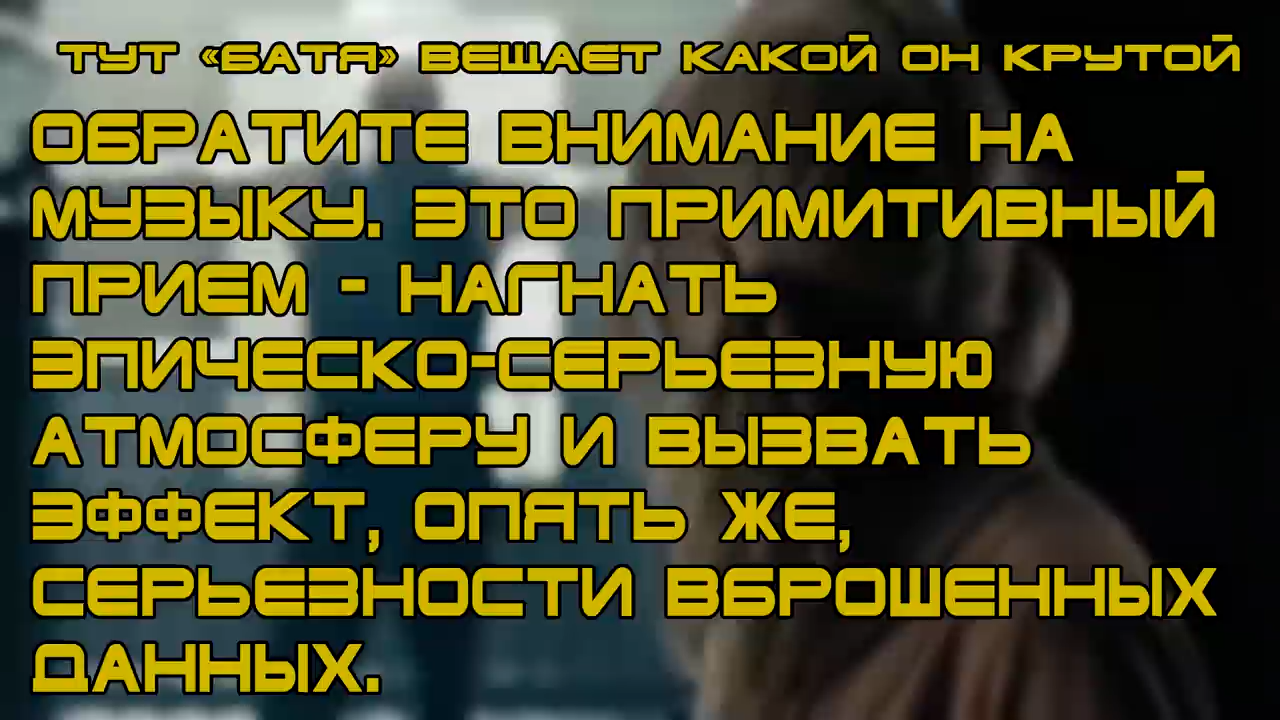 ТУТ «БАТЯ» ВЕЩАЕТ КАКОЙ ОН КРУТОЙ
ОБРАТИТЕ ВНИМАНИЕ НА
МУЗЫКУ. ЭТО ПРИМИТИВНЫЙ
ПРИЕМ - НАГНАТЬ
ЭПИЧЕСКО-СЕРЬЕЗНУЮ
АТМОСФЕРУ И ВЫЗВАТЬ
ЭФФЕКТ, ОПЯТЬ ЖЕ,
СЕРЬЕЗНОСТИ ВБРОШЕННЫХ
ДАННЫХ.